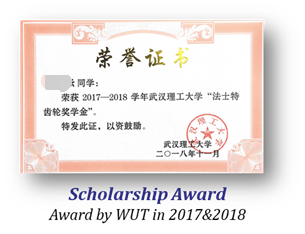 荣誉证书
同学:
荣获 2017—2018 学年武汉理工大学“法士特
齿轮奖学金”。
特发此证，以资鼓励。
武汉理工大学
二〇一八年十一月
Scholarship Award
Award by WUT in 2017&2018